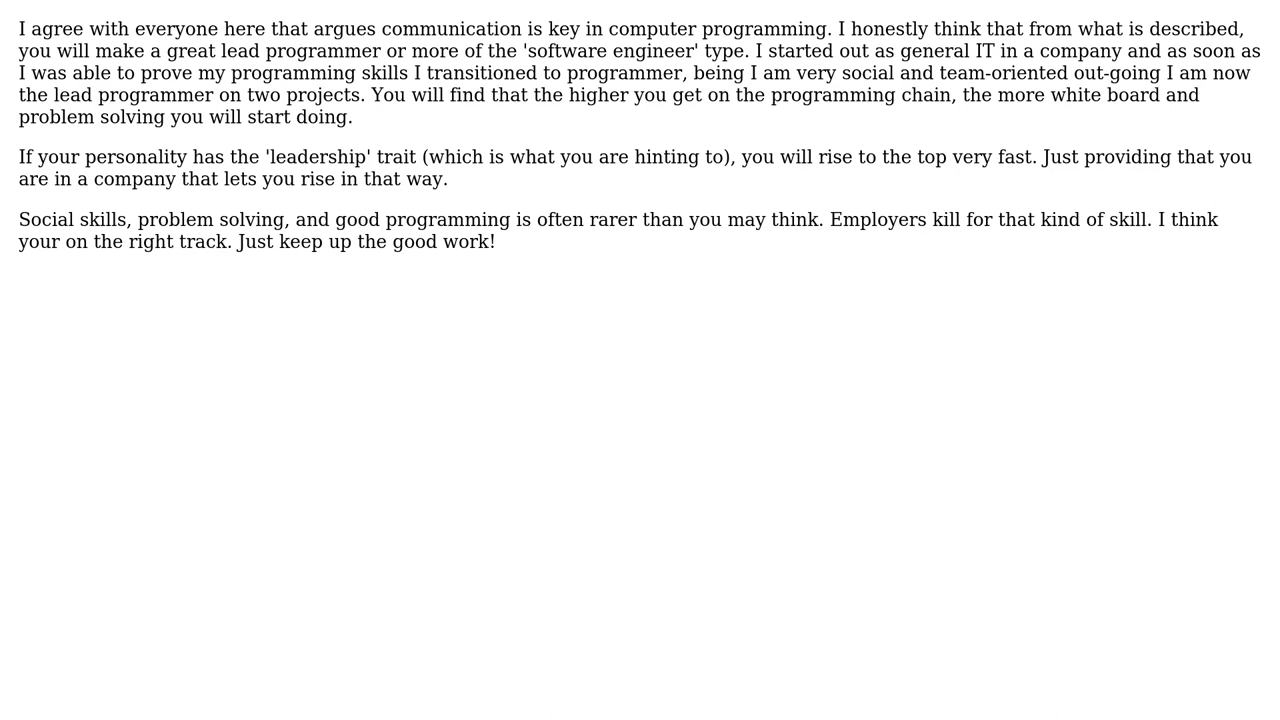 I agree with everyone here that argues communication is key in computer programming. I honestly think that from what is described,
you will make a great lead programmer or more of the 'software engineer' type. I started out as general IT in a company and as soon as
I was able to prove my programming skills I transitioned to programmer, being I am very social and team-oriented out-going I am now
the lead programmer on two projects. You will find that the higher you get on the programming chain, the more white board and
problem solving you will start doing.
If your personality has the 'leadership' trait (which is what you are hinting to), you will rise to the top very fast. Just providing that you
are in a company that lets you rise in that way.
Social skills, problem solving, and good programming is often rarer than you may think. Employers kill for that kind of skill. I think
your on the right track. Just keep up the good work!